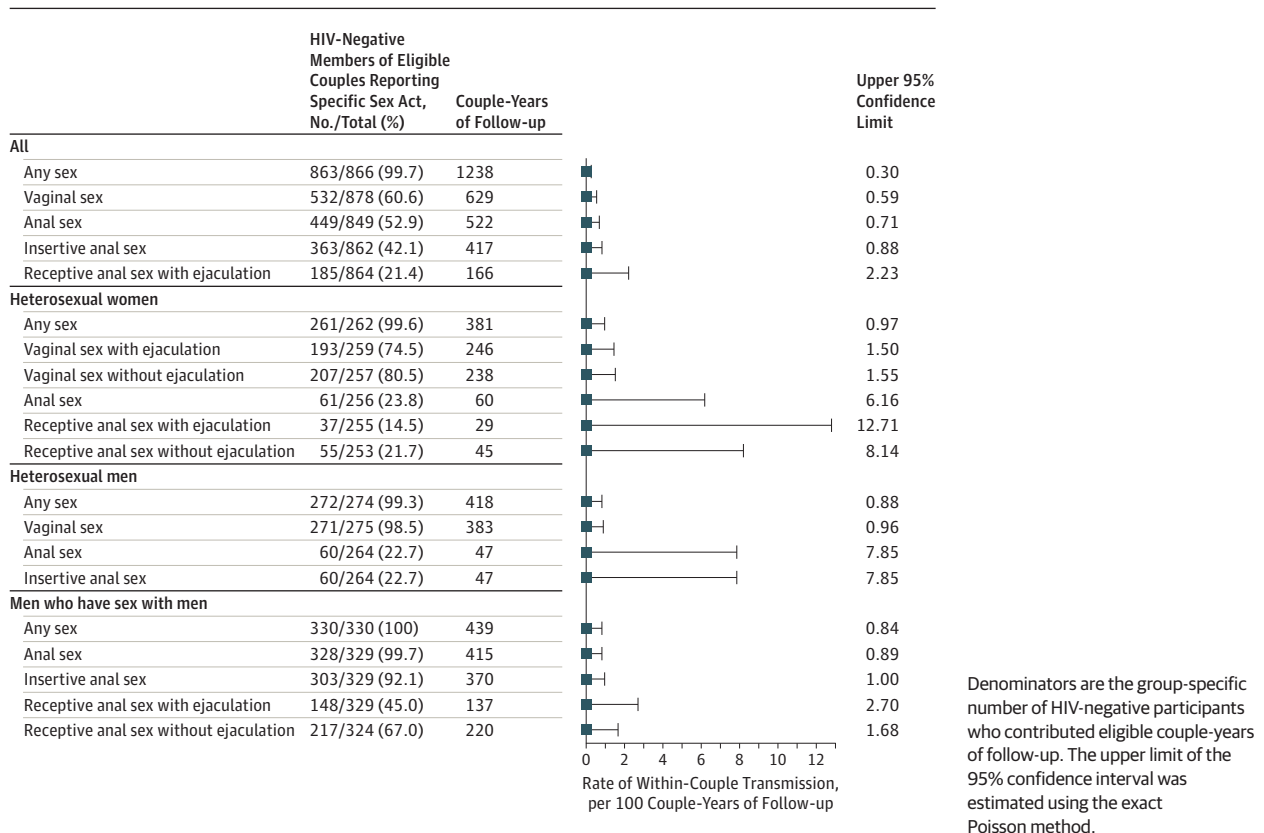 HIV-Negative
Members of Eligible
Couples Reporting
Specific Sex Act,
No./Total (%)
Couple-Years
of Follow-up
Upper 95%
Confidence
Limit
All
Any sex 863/866 (99.7) 1238 0.30
Vaginal sex 532/878 (60.6) 629 0.59
Anal sex 449/849 (52.9) 522 0.71
Insertive anal sex 363/862 (42.1) 417 0.88
Receptive anal sex with ejaculation 185/864 (21.4) 166 2.23
Heterosexual women
Any sex 261/262 (99.6) 381 0.97
Vaginal sex with ejaculation 193/259 (74.5) 246 1.50
Vaginal sex without ejaculation 207/257 (80.5) 238 1.55
Anal sex 61/256 (23.8) 60 6.16
Receptive anal sex with ejaculation 37/255 (14.5) 29 12.71
Receptive anal sex without ejaculation 55/253 (21.7) 45 8.14
Heterosexual men
Any sex 272/274 (99.3) 418 0.88
Vaginal sex 271/275 (98.5) 383 0.96
Anal sex 60/264 (22.7) 47 7.85
Insertive anal sex 60/264 (22.7) 47 7.85
Men who have sex with men
Any sex 330/330 (100) 439 0.84
Anal sex 328/329 (99.7) 415 0.89
Insertive anal sex 303/329 (92.1) 370 1.00
Receptive anal sex with ejaculation 148/329 (45.0) 137 2.70
Receptive anal sex without ejaculation 217/324 (67.0) 220 1.68
0 2 4 6 8 10 12
Rate of Within-Couple Transmission,
per 100 Couple-Years of Follow-up
Denominators are the group-specific
number of HIV-negative participants
who contributed eligible couple-years
of follow-up. The upper limit of the
95% confidence interval was
estimated using the exact
Poisson method.